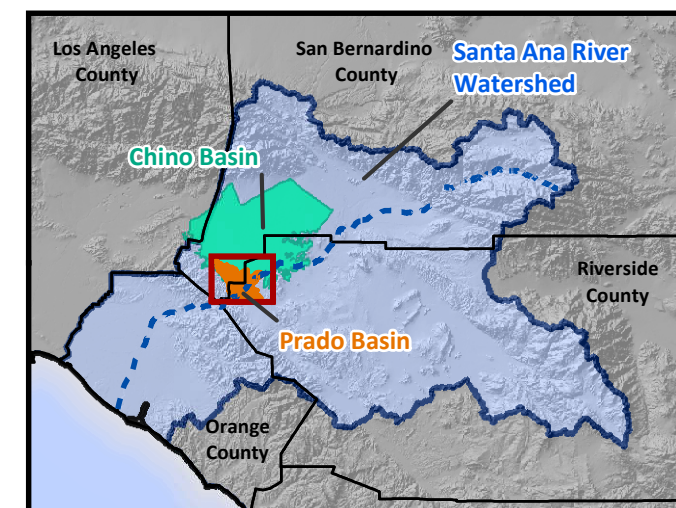 Los Angeles
County
San Bernardino
County
Santa Ana River
Watershed
Chino Basin
Riverside
County
Prado Basin
Orange
County